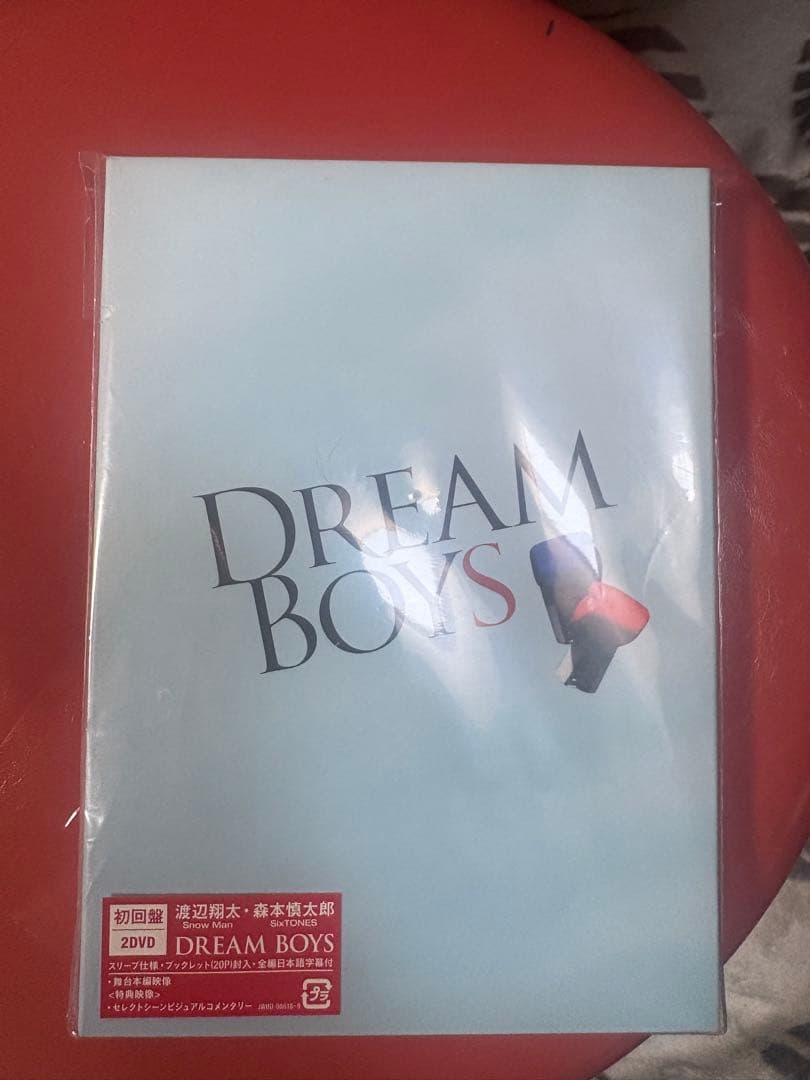 DREAM
BOYS
初回盤
2DVD
渡辺翔太・森本慎太郎
Snow Man SixTONES
DREAM BOYS
スリーブ仕様・ブックレット(20P)封入・全編日本語字幕付
・舞台本編映像
<特典映像>
・セレクトシーンビジュアルコメンタリー
プラ